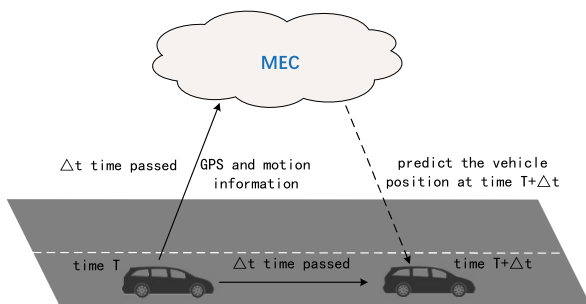 MEC
△t time passed
GPS and motion
information
predict the vehicle
position at time T+△t
time T
△t time passed
time T+△t